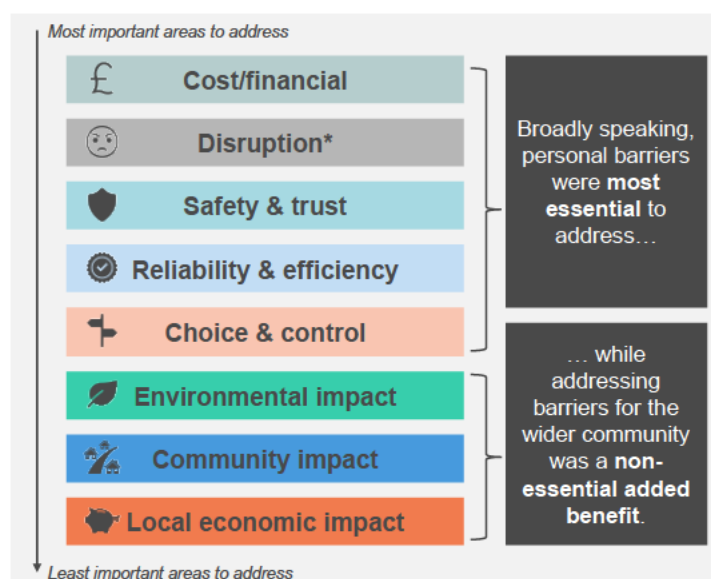 Most important areas to address
£
Cost/financial
Disruption*
Safety & trust
Reliability & efficiency
Choice & control
Environmental impact
Community impact
Local economic impact
Least important areas to address
Broadly speaking,
personal barriers
were most
essential to
address…
… while
addressing
barriers for the
wider community
was a non-
essential added
benefit.